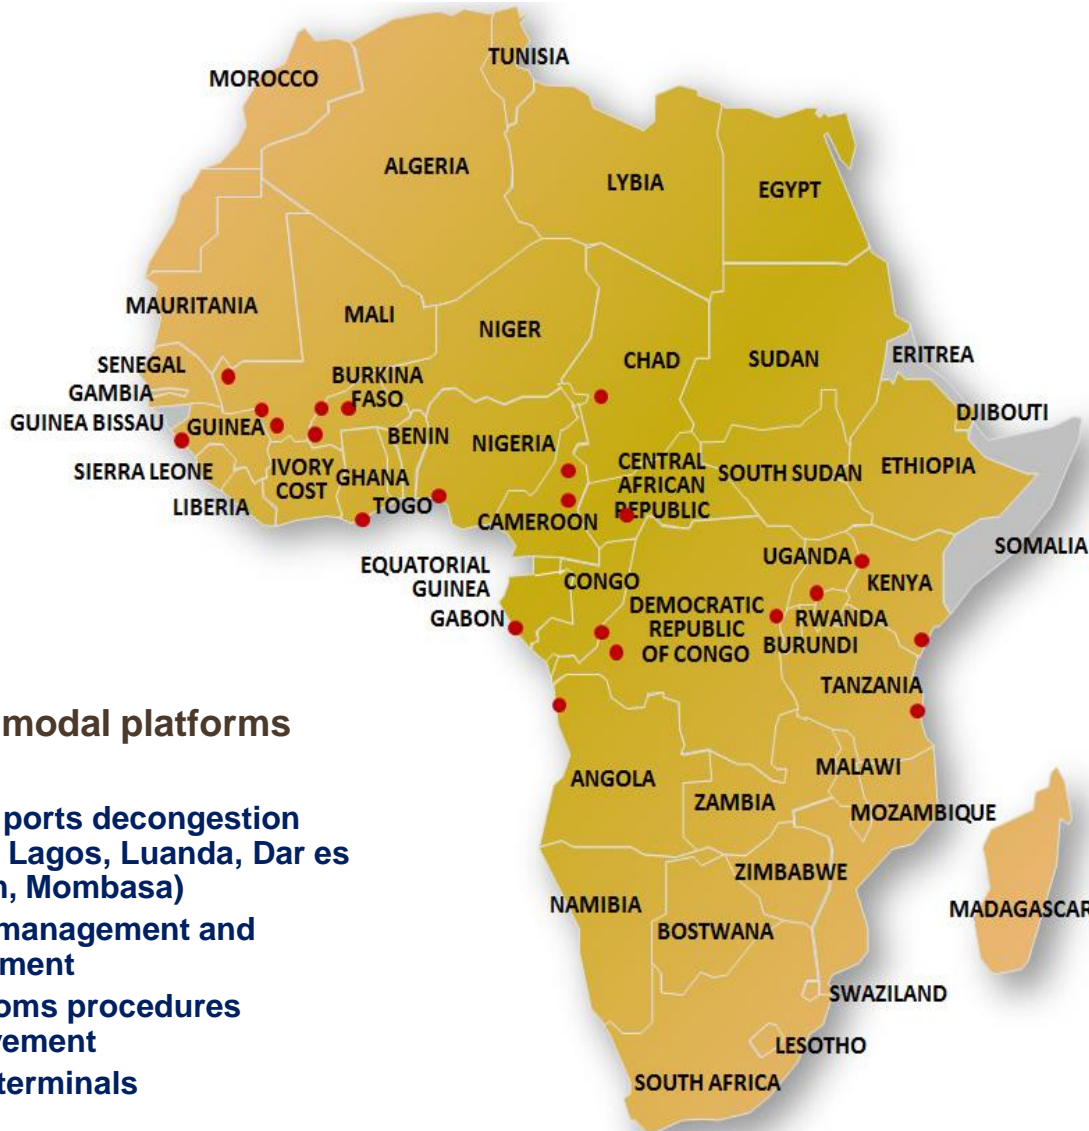 TUNISIA
MOROCCO
ALGERIA
LYBIA
EGYPT
MAURITANIA
MALI
NIGER
CHAD
SUDAN
ERITREA
SENEGAL
GAMBIA
GUINEA BISSAU
GUINEA
BURKINA
FASO
BENIN
NIGERIA
DJIBOUTI
SIERRA LEONE
LIBERIA
IVORY
COST
GHANA
TOGO
CAMEROON
CENTRAL
AFRICAN
REPUBLIC
SOUTH SUDAN
ETHIOPIA
SOMALIA
EQUATORIAL
GUINEA
GABON
CONGO
DEMOCRATIC
REPUBLIC
OF CONGO
UGANDA
KENYA
RWANDA
BURUNDI
TANZANIA
ANGOLA
ZAMBIA
MALAWI
MOZAMBIQUE
ZIMBABWE
NAMIBIA
BOSTWANA
MADAGASCAR
SWAZILAND
LESOTHO
SOUTH AFRICA
modal platforms
ports decongestion
Lagos, Luanda, Dar es
, Mombasa)
management and
ment
procedures
terminals